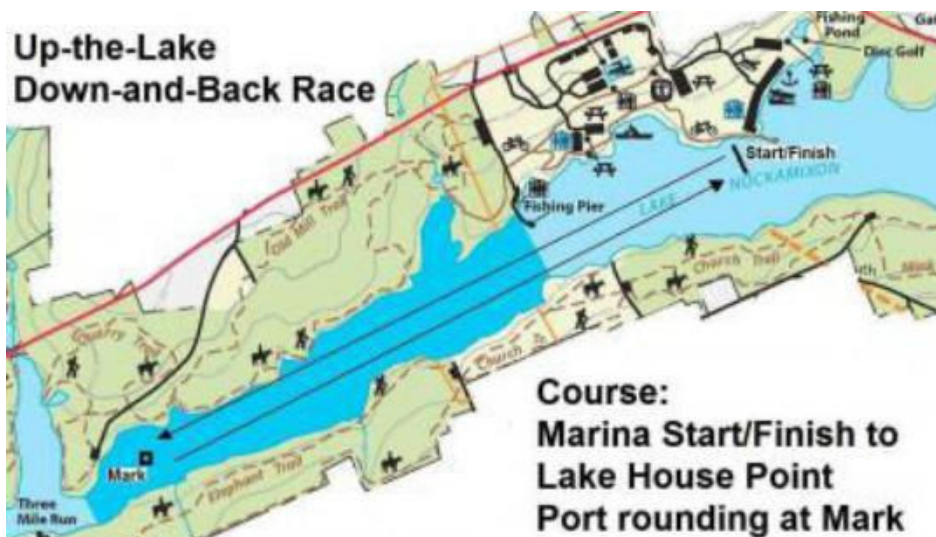 Up-the-Lake
Down-and-Back Race
Fishing
Pond
Disc Golf
Start/Finish
LAKE NOCKAMIXON
Fishing Pier
Old Mill Trail
Church Trail
Quarry
Church
Elephant Trail
Mark
Three
Mile Run
Course:
Marina Start/Finish to
Lake House Point
Port rounding at Mark